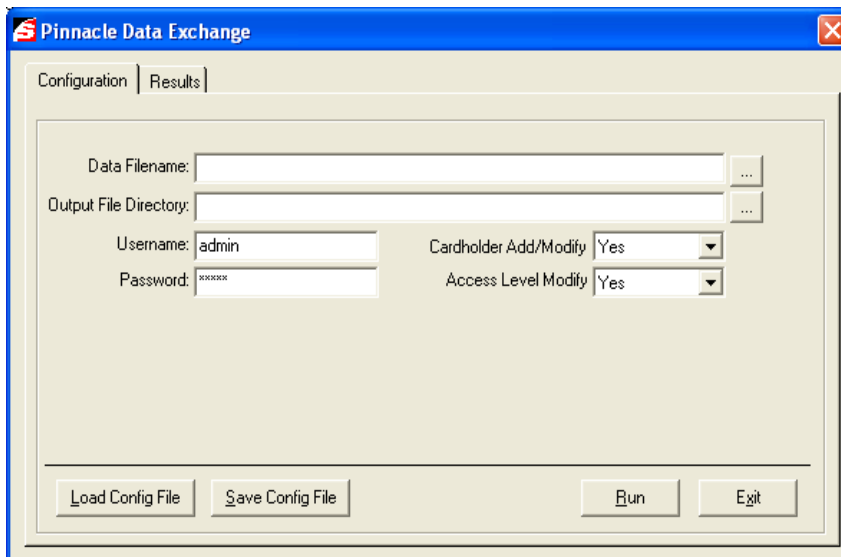 Pinnacle Data Exchange
Configuration Results
Data Filename: ...
Output File Directory: ...
Username: admin Cardholder Add/Modify Yes
Password: ***** Access Level Modify Yes
Load Config File Save Config File Run Exit